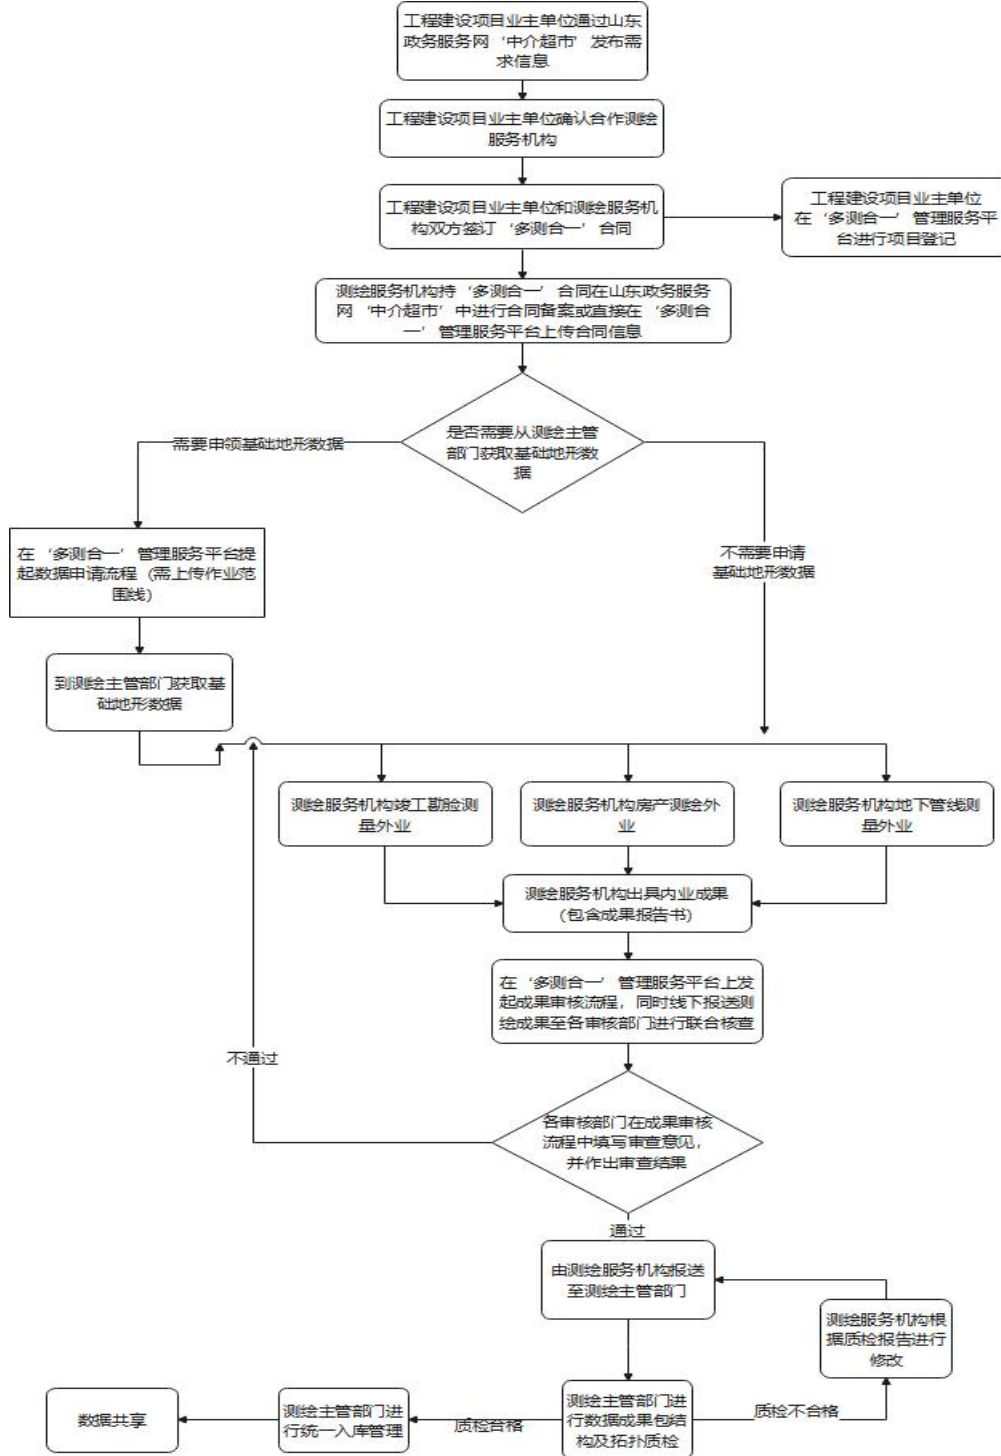 工程建设项目业主单位通过山东
政务服务网‘中介超市’发布需
求信息
工程建设项目业主单位确认合作测绘
服务机构
工程建设项目业主单位和测绘服务机
构双方签订‘多测合一’合同
工程建设项目业主单位
在‘多测合一’管理服务平
台进行项目登记
测绘服务机构持‘多测合一’合同在山东政务服务
网‘中介超市’中进行合同备案或直接在‘多测合
一’管理服务平台上传合同信息
是否需要从测绘主管
部门获取基础地形数
据
需要申领基础地形数据
不需要申请
基础地形数据
在‘多测合一’管理服务平台提
起数据申请流程（需上传作业范
围线）
到测绘主管部门获取基
础地形数据
测绘服务机构竣工勘脸测
量外业
测绘服务机构房产测绘外
业
测绘服务机构地下管线测
量外业
测绘服务机构出具内业成果
（包含成果报告书）
在‘多测合一’管理服务平台上发
起成果审核流程，同时线下报送测
绘成果至各审核部门进行联合核查
不通过
各审核部门在成果审核
流程中填写审查意见，
并作出审查结果
通过
由测绘服务机构报送
至测绘主管部门
测绘服务机构根
据质检报告进行
修改
数据共享
测绘主管部门进
行统一入库管理
质检合格
测绘主管部门进
行数据成果包结
构及拓扑质检
质检不合格